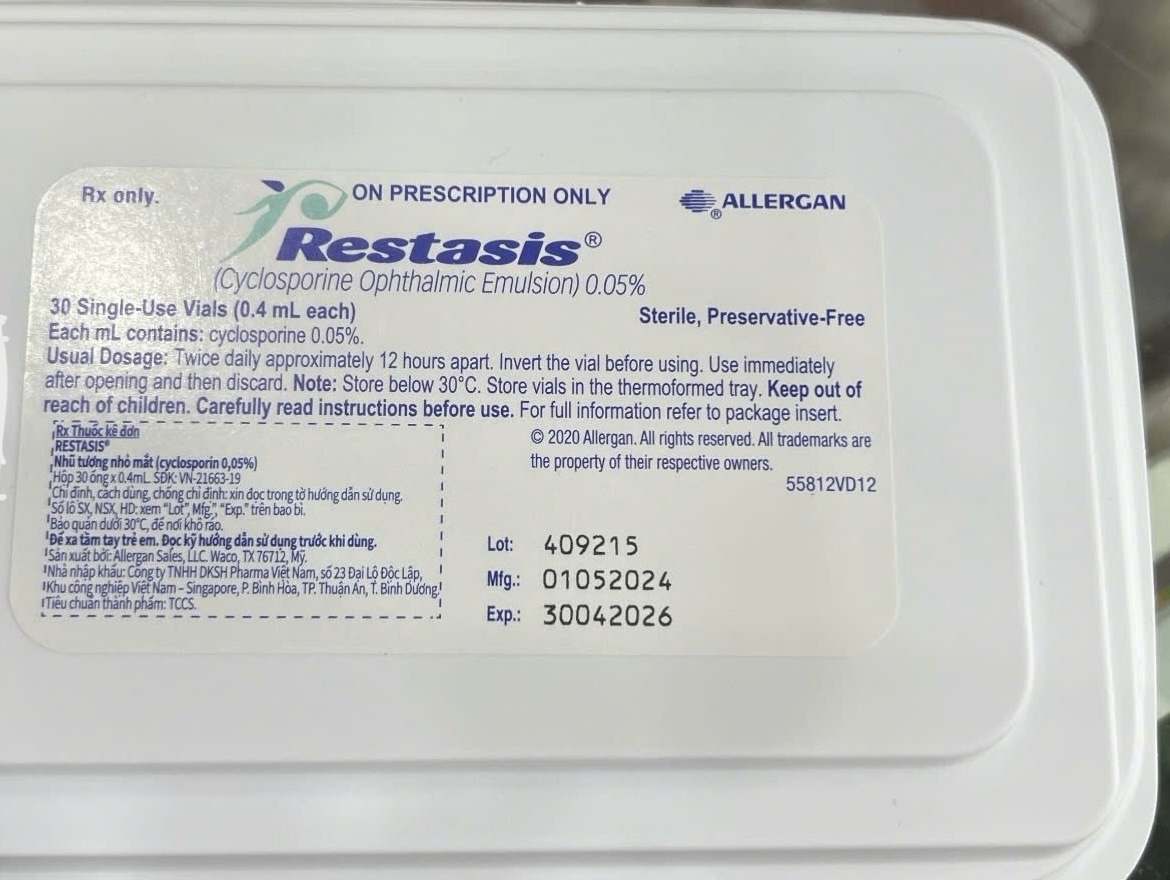 Rx only.
ON PRESCRIPTION ONLY
ALLERGAN
®
Restasis®
(Cyclosporine Ophthalmic Emulsion) 0.05%
30 Single-Use Vials (0.4 mL each)
Sterile, Preservative-Free
Each mL contains: cyclosporine 0.05%.
Usual Dosage: Twice daily approximately 12 hours apart. Invert the vial before using. Use immediately
after opening and then discard. Note: Store below 30°C. Store vials in the thermoformed tray. Keep out of
reach of children. Carefully read instructions before use. For full information refer to package insert.
Rx Thuốc kê đơn
RESTASIS®
Nhũ tương nhỏ mắt (cyclosporin 0,05%)
Hộp 30 ống x 0.4mL. SĐK: VN-21663-19
Chỉ định, cách dùng, chống chỉ định: xin đọc trong tờ hướng dẫn sử dụng.
Số lô SX, NSX, HD: xem "Lot", Mfg.", "Exp." trên bao bì.
Bảo quản dưới 30°C, để nơi khô ráo.
Để xa tầm tay trẻ em. Đọc kỹ hướng dẫn sử dụng trước khi dùng.
Sản xuất bởi: Allergan Sales, LLC. Waco, TX 76712, Mỹ.
Nhà nhập khẩu: Công ty TNHH DKSH Pharma Việt Nam, số 23 Đại Lộ Độc Lập,
Khu công nghiệp Việt Nam – Singapore, P. Bình Hòa, TP. Thuận An, T. Bình Dương
Tiêu chuẩn thành phẩm: TCCS.
© 2020 Allergan. All rights reserved. All trademarks are
the property of their respective owners.
55812VD12
Lot: 409215
Mfg.: 01052024
Exp.: 30042026